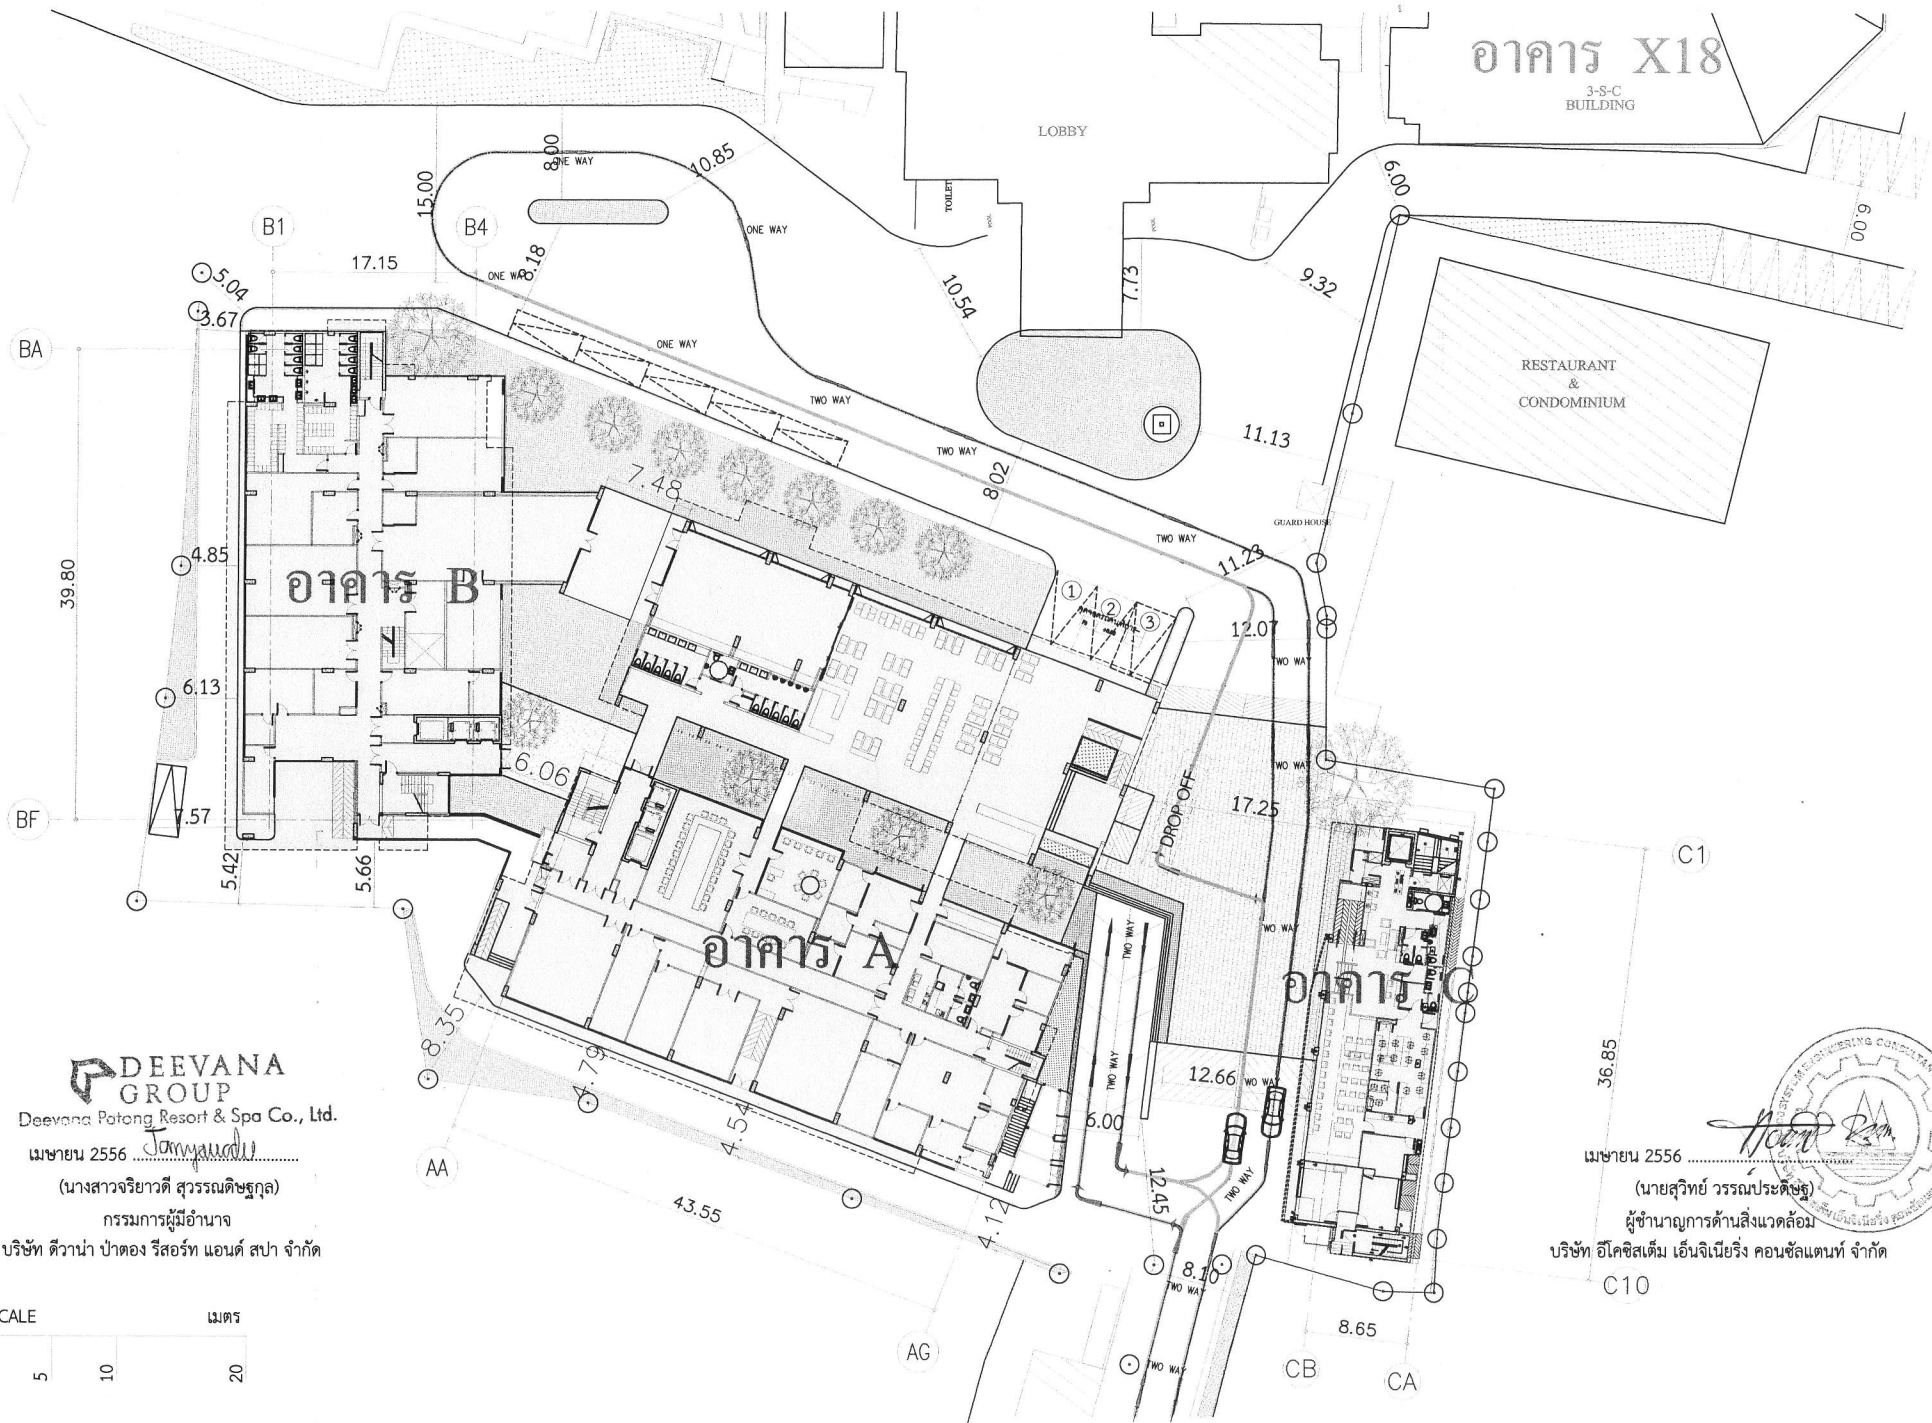 อาคาร X18
3-S-C
BUILDING
LOBBY
TOILET
POOL
POOL
8.00
ONE WAY
10.85
15.00
6.00
6.00
B1
B4
17.15
ONE WAY
ONE WAY
8.18
5.04
3.67
10.54
7.73
9.32
BA
ONE WAY
TWO WAY
TWO WAY
RESTAURANT
&
CONDOMINIUM
11.13
8.02
7.48
GUARD HOUSE
TWO WAY
11.23
4.85
39.80
อาคาร B
1
2
3
12.07
TWO WAY
6.13
6.06
TWO WAY
DROP OFF
17.25
BF
7.57
5.42
5.66
C1
TWO WAY
TWO WAY
อาคาร A
อาคาร C
8.35
4.79
4.54
TWO WAY
12.66
TWO WAY
6.00
36.85
12.45
TWO WAY
AA
43.55
4.12
8.10
TWO WAY
C10
AG
TWO WAY
8.65
CB
CA
DEEVANA
GROUP
Deevana Patong Resort & Spa Co., Ltd.
เมษายน 2556
(นางสาวจริยาวดี สุวรรณดิษฐกุล)
กรรมการผู้มีอำนาจ
บริษัท ดีวาน่า ป่าตอง รีสอร์ท แอนด์ สปา จำกัด
CALE เมตร
5 10 20
เมษายน 2556
(นายสุวิทย์ วรรณประดิษฐ)
ผู้ชำนาญการด้านสิ่งแวดล้อม
บริษัท อีโคซิสเต็ม เอ็นจิเนียริ่ง คอนซัลแตนท์ จำกัด